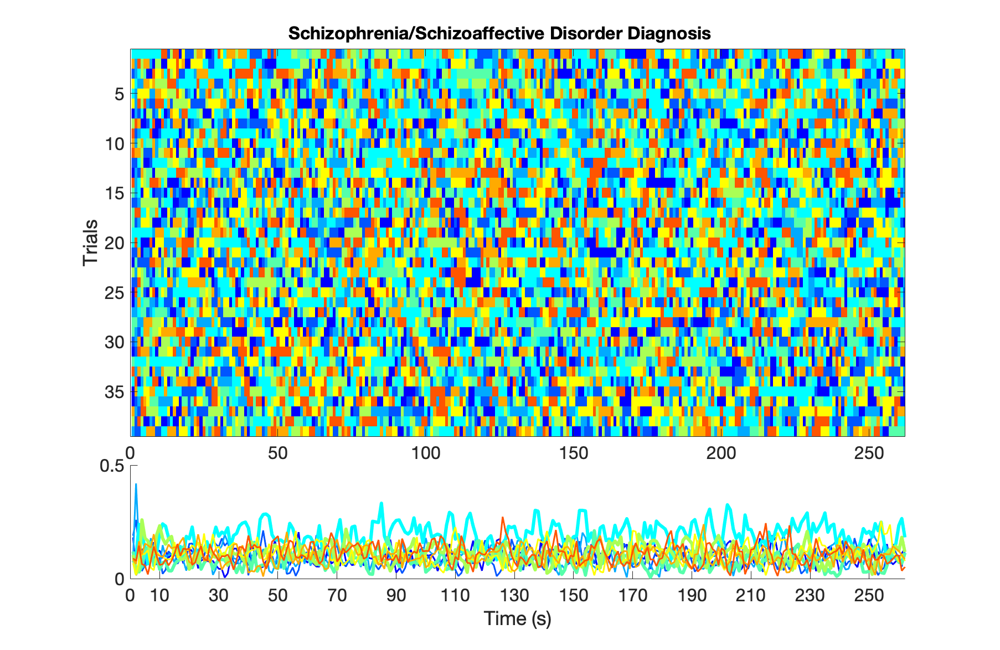 Schizophrenia/Schizoaffective Disorder Diagnosis
Trials
5
10
15
20
25
30
35
0 50 100 150 200 250
0.5
0
0 10 30 50 70 90 110 130 150 170 190 210 230 250
Time (s)